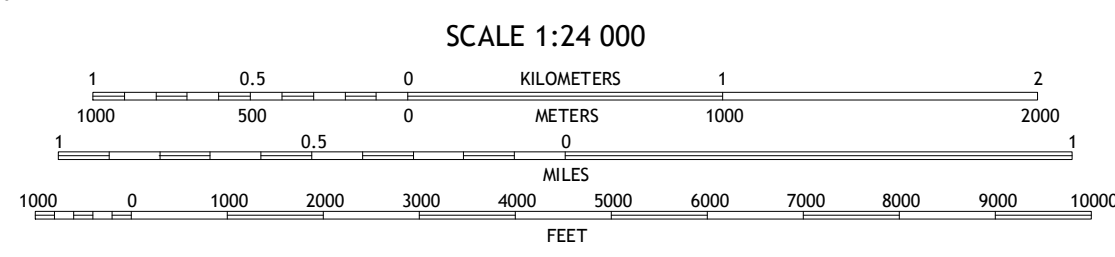 SCALE 1:24 000
1 0.5 0 KILOMETERS 1 2
1000 500 0 METERS 1000 2000
1 0.5 0 1
MILES
1000 0 1000 2000 3000 4000 5000 6000 7000 8000 9000 10000
FEET